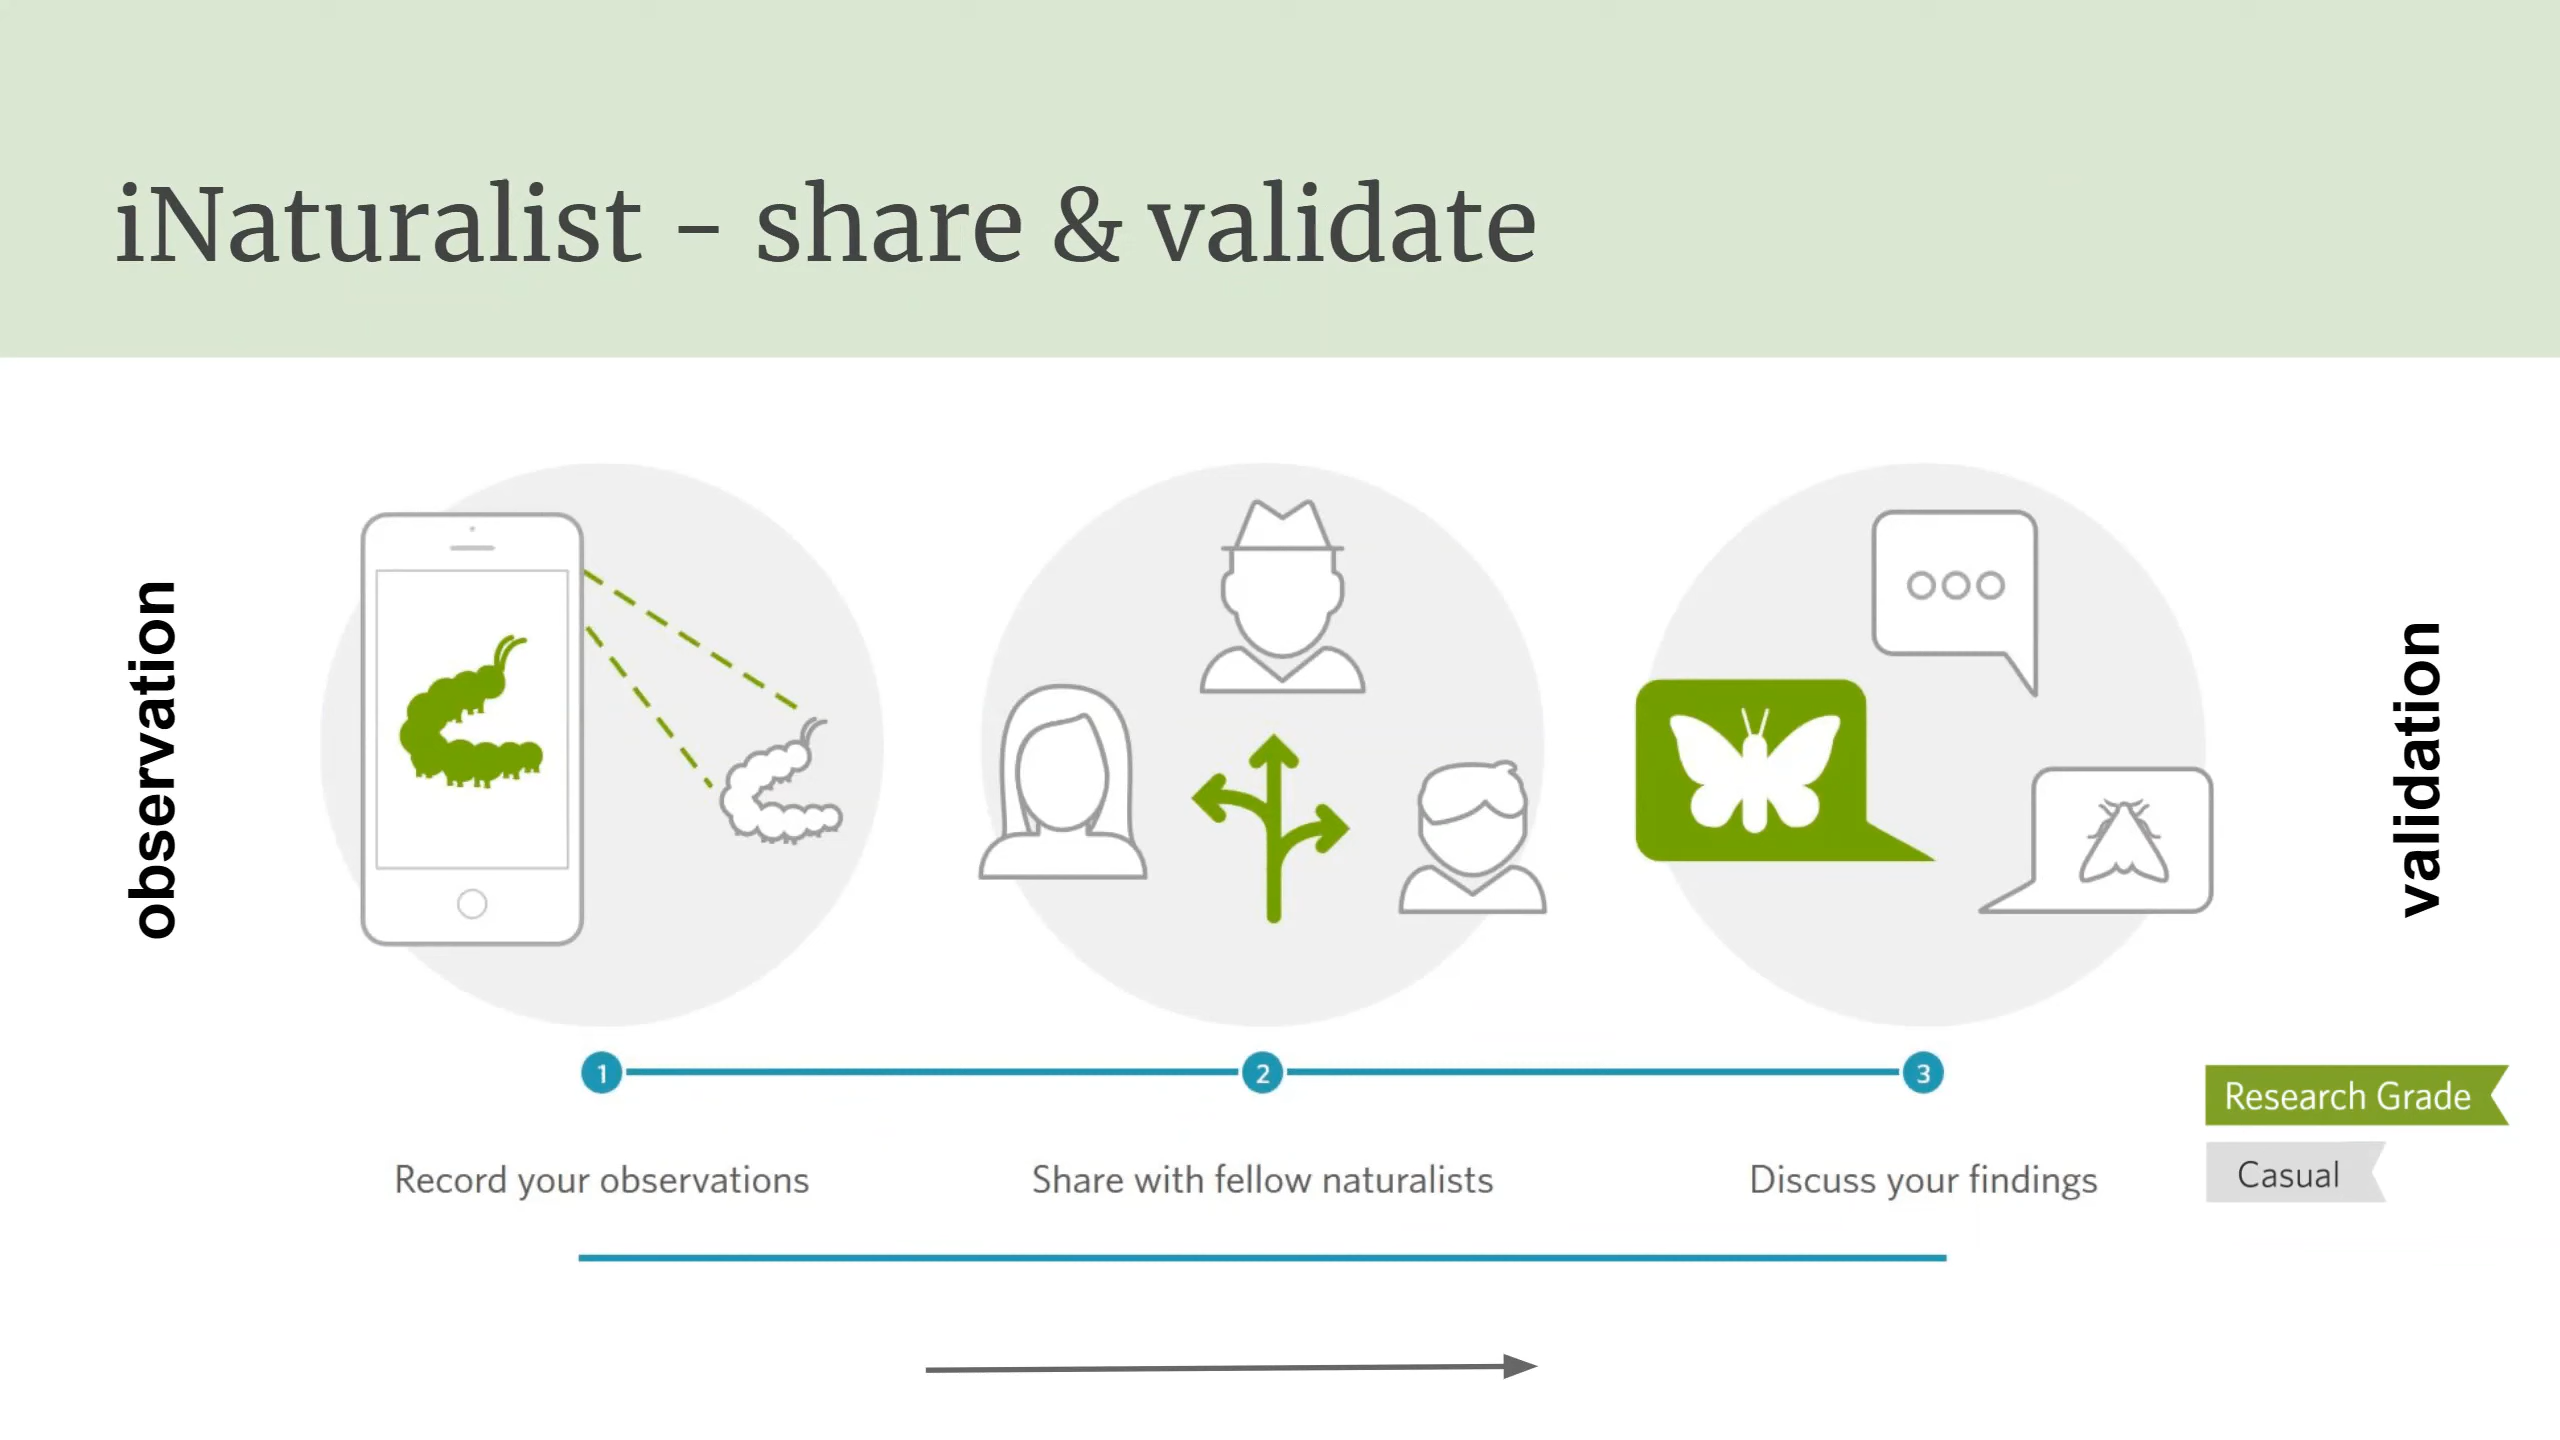 iNaturalist - share & validate
observation
validation
1
2
3
Record your observations
Share with fellow naturalists
Discuss your findings
Research Grade
Casual